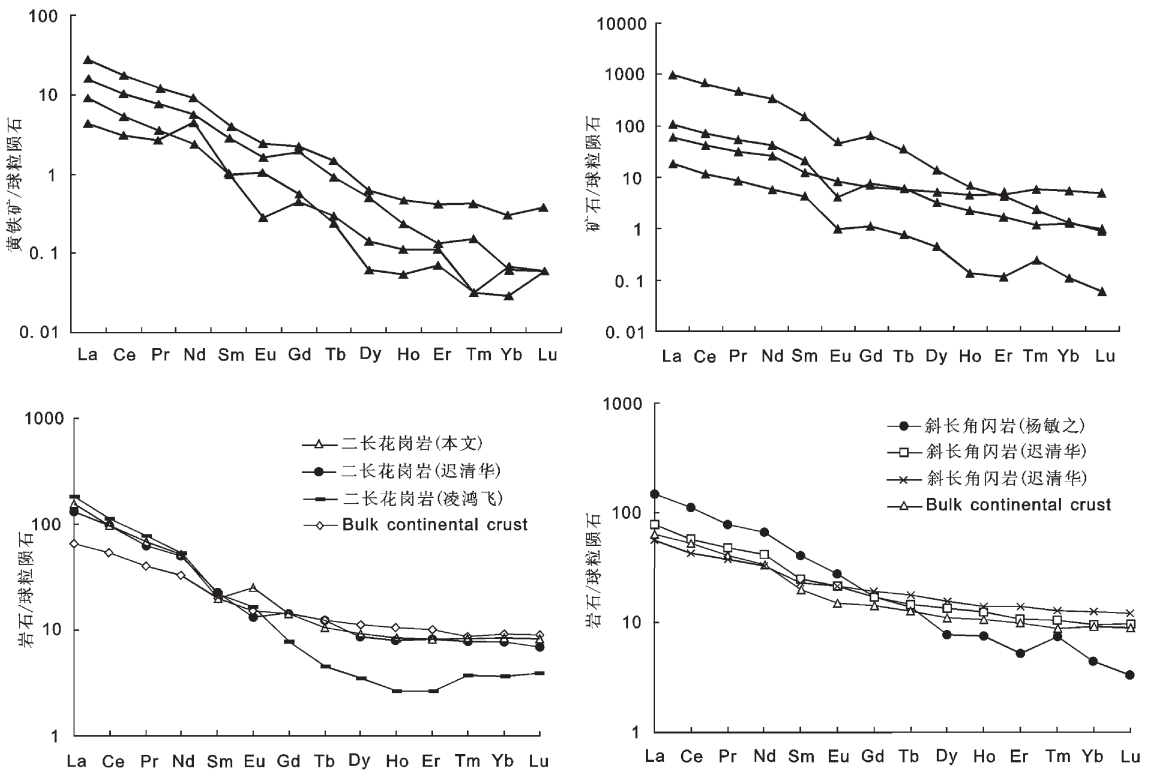 100
10
1
0.1
0.01
黄铁矿/球粒陨石
La Ce Pr Nd Sm Eu Gd Tb Dy Ho Er Tm Yb Lu
10000
1000
100
10
1
0.1
0.01
矿石/球粒陨石
La Ce Pr Nd Sm Eu Gd Tb Dy Ho Er Tm Yb Lu
1000
100
10
1
岩石/球粒陨石
二长花岗岩(本文)
二长花岗岩(迟清华)
二长花岗岩(凌鸿飞)
Bulk continental crust
La Ce Pr Nd Sm Eu Gd Tb Dy Ho Er Tm Yb Lu
1000
100
10
1
岩石/球粒陨石
斜长角闪岩(杨敏之)
斜长角闪岩(迟清华)
斜长角闪岩(迟清华)
Bulk continental crust
La Ce Pr Nd Sm Eu Gd Tb Dy Ho Er Tm Yb Lu